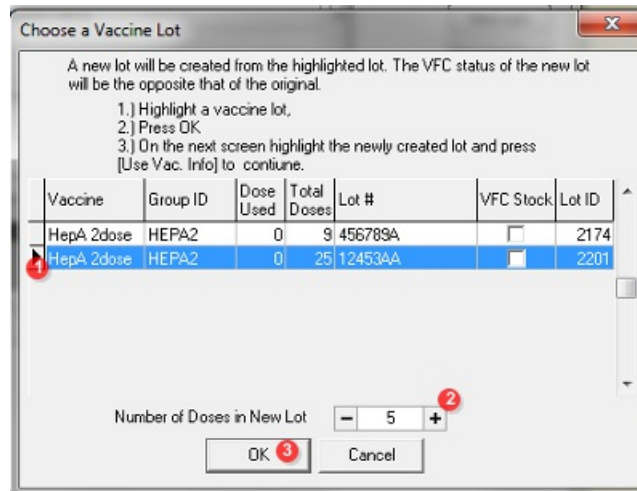 Choose a Vaccine Lot
A new lot will be created from the highlighted lot. The VFC status of the new lot
will be the opposite that of the original.
1.) Highlight a vaccine lot,
2.) Press OK
3.) On the next screen highlight the newly created lot and press
[Use Vac. Info] to contiune.
Vaccine Group ID Dose Used Total Doses Lot # VFC Stock Lot ID
HepA 2dose HEPA2 0 9 456789A 2174
1 HepA 2dose HEPA2 0 25 12453AA 2201
2
Number of Doses in New Lot - 5 +
OK 3 Cancel